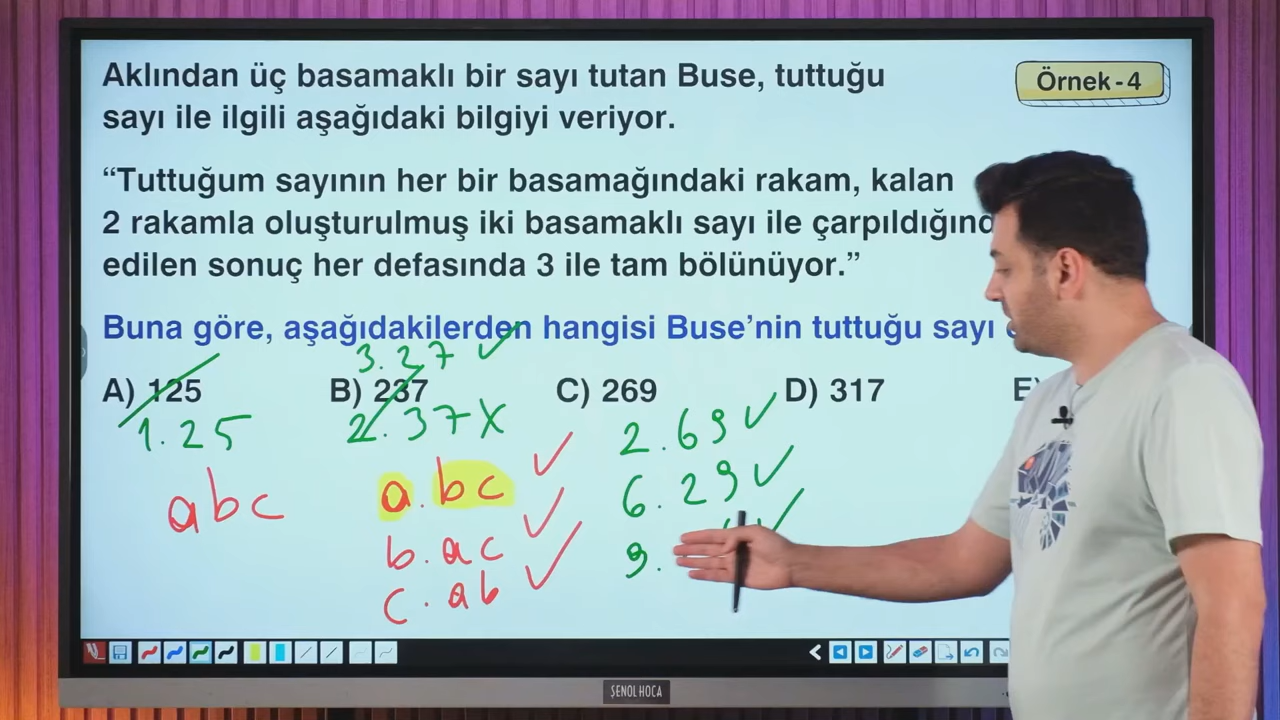 Aklından üç basamaklı bir sayı tutan Buse, tuttuğu
Örnek-4
sayı ile ilgili aşağıdaki bilgiyi veriyor.
“Tuttuğum sayının her bir basamağındaki rakam, kalan
2 rakamla oluşturulmuş iki basamaklı sayı ile çarpıldığınd
edilen sonuç her defasında 3 ile tam bölünüyor.”
Buna göre, aşağıdakilerden hangisi Buse’nin tuttuğu sayı
3.27 ✓
A) 125 B) 237 C) 269 D) 317 E)
1.25 2.37 X 2.69 ✓
abc a.bc ✓ 6.29 ✓
b.ac ✓ 9. ✓
c.ab ✓
ŞENOL HOCA